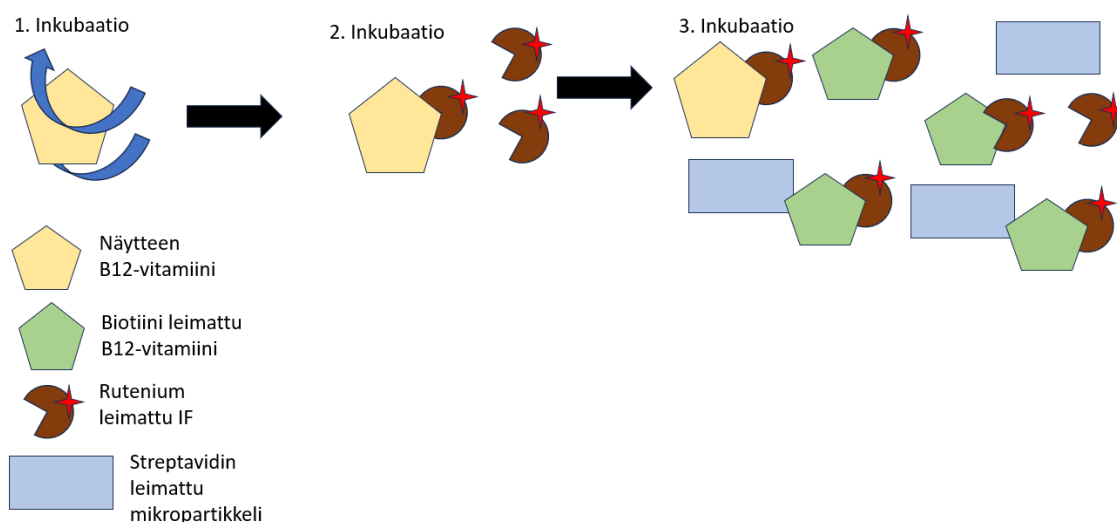 1. Inkubaatio
2. Inkubaatio
3. Inkubaatio
Näytteen
B12-vitamiini
Biotiini leimattu
B12-vitamiini
Rutenium
leimattu IF
Streptavidin
leimattu
mikropartikkeli